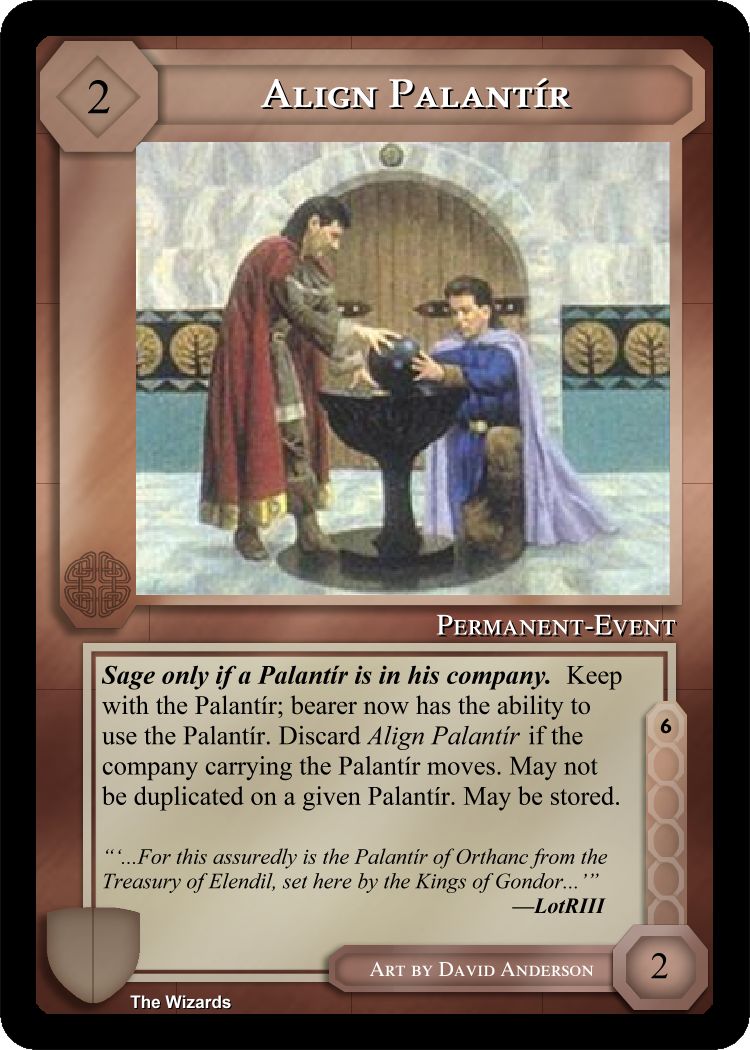 2
Align Palantír
Permanent-Event
Sage only if a Palantír is in his company. Keep
with the Palantír; bearer now has the ability to
use the Palantír. Discard Align Palantír if the
company carrying the Palantír moves. May not
be duplicated on a given Palantír. May be stored.
6
“‘...For this assuredly is the Palantír of Orthanc from the
Treasury of Elendil, set here by the Kings of Gondor...’”
—LotRIII
Art by David Anderson
2
The Wizards